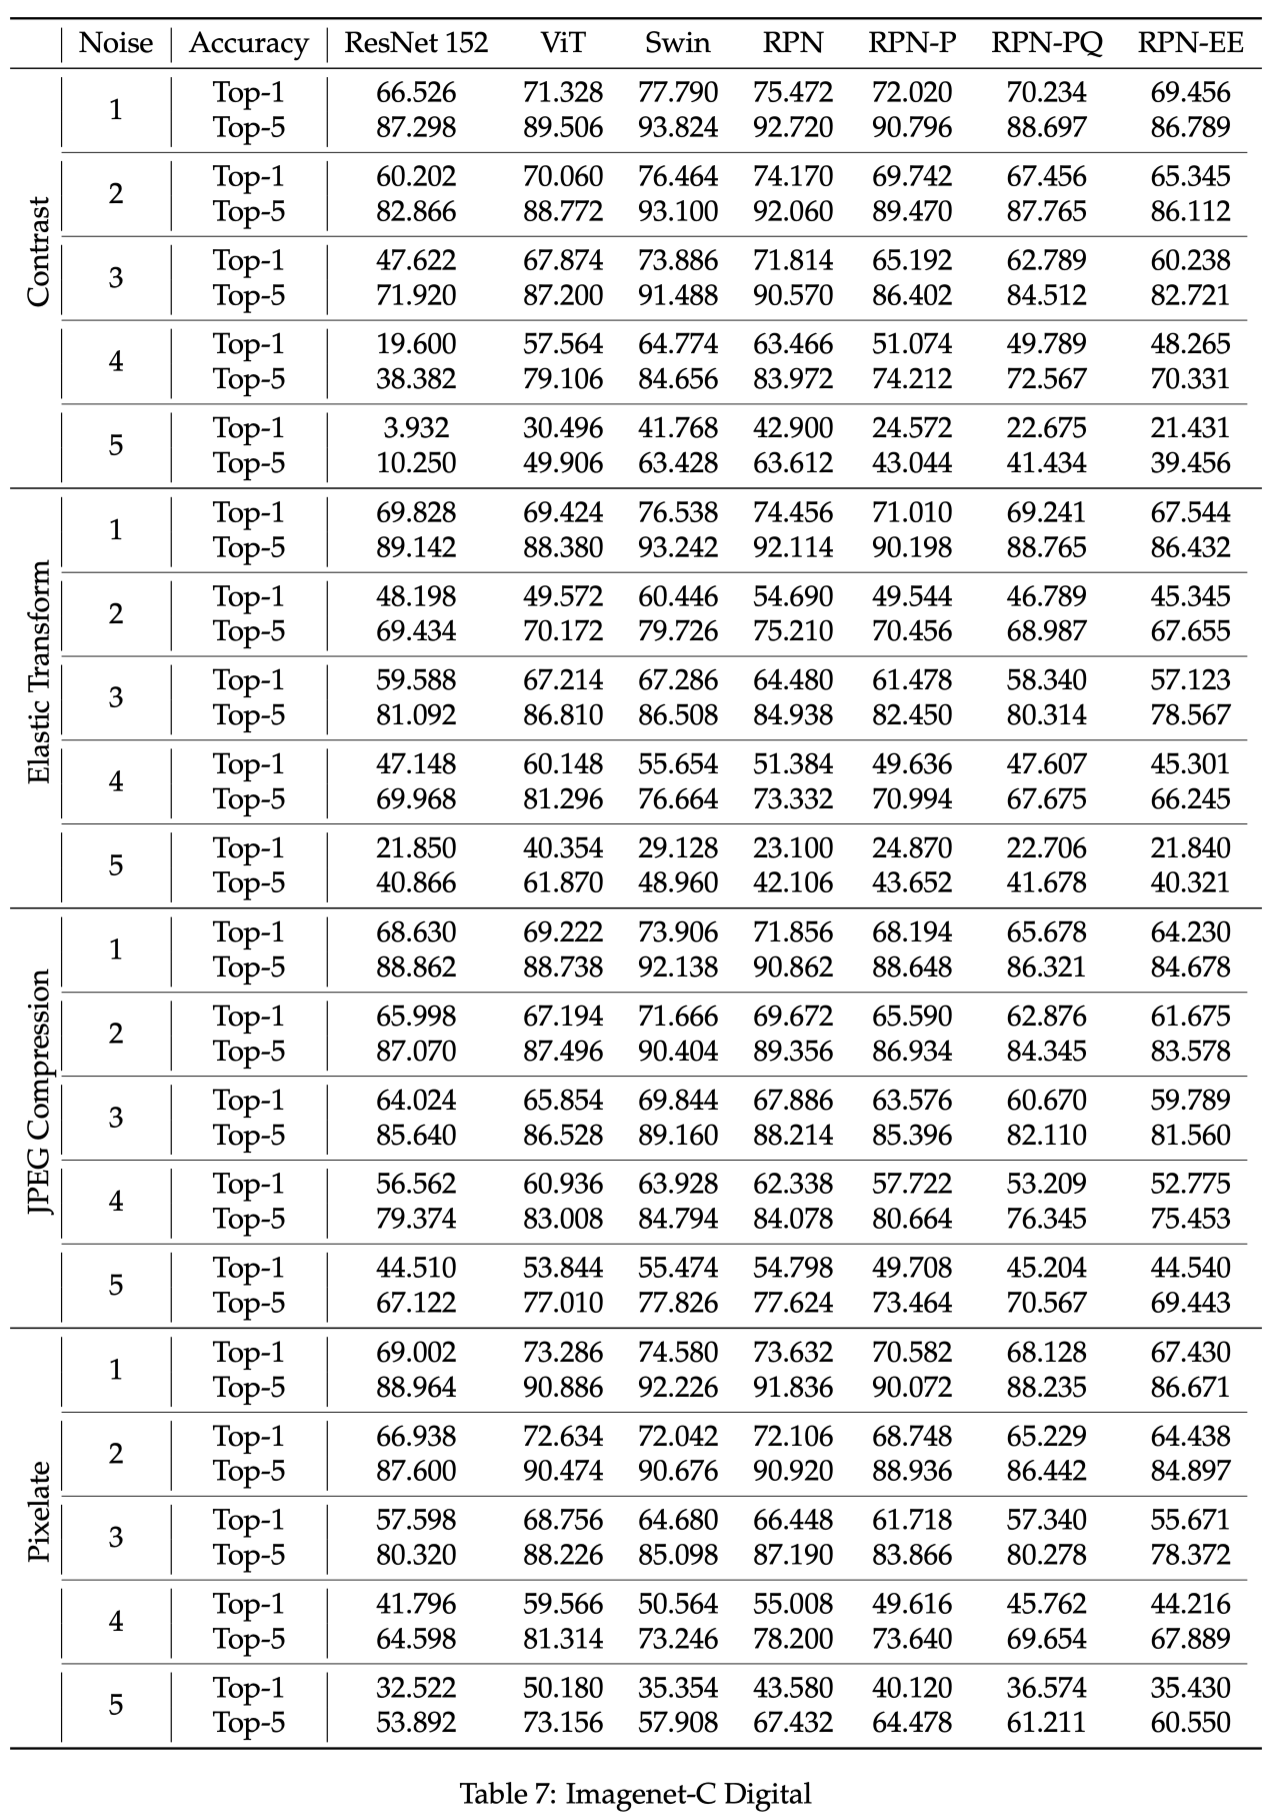 Noise Accuracy ResNet 152 ViT Swin RPN RPN-P RPN-PQ RPN-EE
Contrast
1 Top-1 66.526 71.328 77.790 75.472 72.020 70.234 69.456
Top-5 87.298 89.506 93.824 92.720 90.796 88.697 86.789
2 Top-1 60.202 70.060 76.464 74.170 69.742 67.456 65.345
Top-5 82.866 88.772 93.100 92.060 89.470 87.765 86.112
3 Top-1 47.622 67.874 73.886 71.814 65.192 62.789 60.238
Top-5 71.920 87.200 91.488 90.570 86.402 84.512 82.721
4 Top-1 19.600 57.564 64.774 63.466 51.074 49.789 48.265
Top-5 38.382 79.106 84.656 83.972 74.212 72.567 70.331
5 Top-1 3.932 30.496 41.768 42.900 24.572 22.675 21.431
Top-5 10.250 49.906 63.428 63.612 43.044 41.434 39.456
Elastic Transform
1 Top-1 69.828 69.424 76.538 74.456 71.010 69.241 67.544
Top-5 89.142 88.380 93.242 92.114 90.198 88.765 86.432
2 Top-1 48.198 49.572 60.446 54.690 49.544 46.789 45.345
Top-5 69.434 70.172 79.726 75.210 70.456 68.987 67.655
3 Top-1 59.588 67.214 67.286 64.480 61.478 58.340 57.123
Top-5 81.092 86.810 86.508 84.938 82.450 80.314 78.567
4 Top-1 47.148 60.148 55.654 51.384 49.636 47.607 45.301
Top-5 69.968 81.296 76.664 73.332 70.994 67.675 66.245
5 Top-1 21.850 40.354 29.128 23.100 24.870 22.706 21.840
Top-5 40.866 61.870 48.960 42.106 43.652 41.678 40.321
JPEG Compression
1 Top-1 68.630 69.222 73.906 71.856 68.194 65.678 64.230
Top-5 88.862 88.738 92.138 90.862 88.648 86.321 84.678
2 Top-1 65.998 67.194 71.666 69.672 65.590 62.876 61.675
Top-5 87.070 87.496 90.404 89.356 86.934 84.345 83.578
3 Top-1 64.024 65.854 69.844 67.886 63.576 60.670 59.789
Top-5 85.640 86.528 89.160 88.214 85.396 82.110 81.560
4 Top-1 56.562 60.936 63.928 62.338 57.722 53.209 52.775
Top-5 79.374 83.008 84.794 84.078 80.664 76.345 75.453
5 Top-1 44.510 53.844 55.474 54.798 49.708 45.204 44.540
Top-5 67.122 77.010 77.826 77.624 73.464 70.567 69.443
Pixelate
1 Top-1 69.002 73.286 74.580 73.632 70.582 68.128 67.430
Top-5 88.964 90.886 92.226 91.836 90.072 88.235 86.671
2 Top-1 66.938 72.634 72.042 72.106 68.748 65.229 64.438
Top-5 87.600 90.474 90.676 90.920 88.936 86.442 84.897
3 Top-1 57.598 68.756 64.680 66.448 61.718 57.340 55.671
Top-5 80.320 88.226 85.098 87.190 83.866 80.278 78.372
4 Top-1 41.796 59.566 50.564 55.008 49.616 45.762 44.216
Top-5 64.598 81.314 73.246 78.200 73.640 69.654 67.889
5 Top-1 32.522 50.180 35.354 43.580 40.120 36.574 35.430
Top-5 53.892 73.156 57.908 67.432 64.478 61.211 60.550
Table 7: Imagenet-C Digital